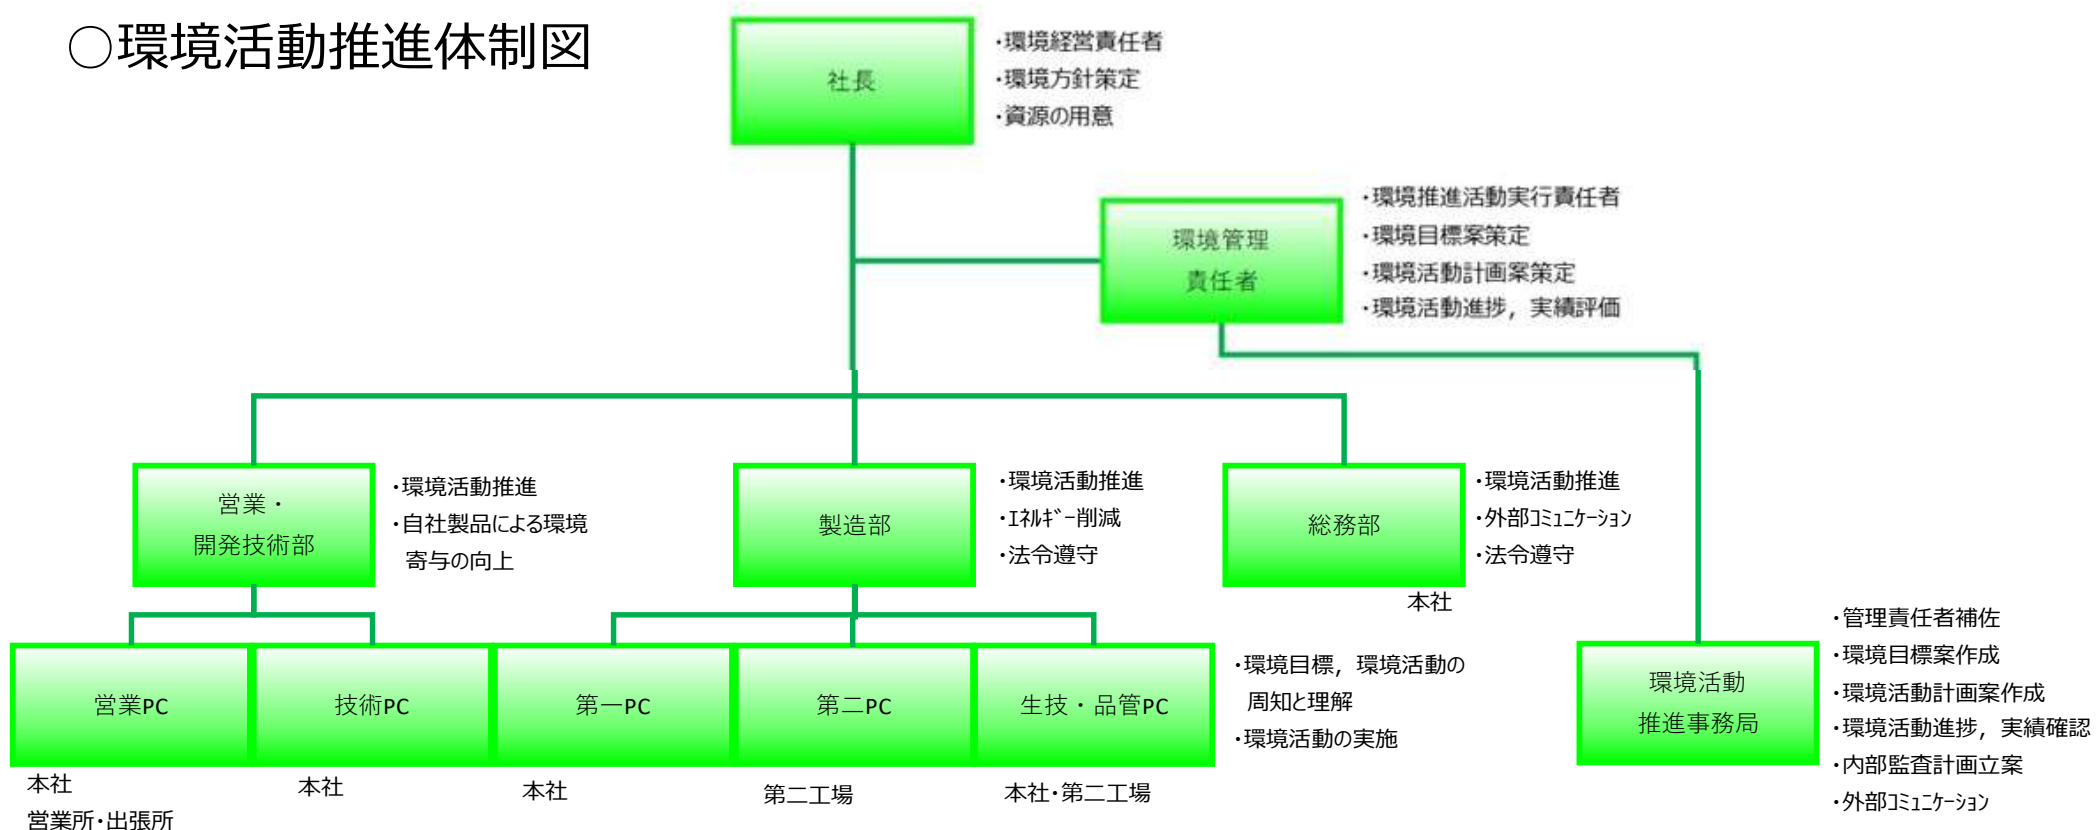 ○環境活動推進体制図
社長
・環境経営責任者
・環境方針策定
・資源の用意
環境管理
責任者
・環境推進活動実行責任者
・環境目標案策定
・環境活動計画案策定
・環境活動進捗，実績評価
営業・
開発技術部
・環境活動推進
・自社製品による環境
寄与の向上
製造部
・環境活動推進
・ｴﾈﾙｷﾞｰ削減
・法令遵守
総務部
・環境活動推進
・外部ｺﾐｭﾆｹｰｼｮﾝ
・法令遵守
本社
営業PC
本社
営業所・出張所
技術PC
本社
第一PC
本社
第二PC
第二工場
生技・品管PC
本社・第二工場
・環境目標，環境活動の
周知と理解
・環境活動の実施
環境活動
推進事務局
・管理責任者補佐
・環境目標案作成
・環境活動計画案作成
・環境活動進捗，実績確認
・内部監査計画立案
・外部ｺﾐｭﾆｹｰｼｮﾝ